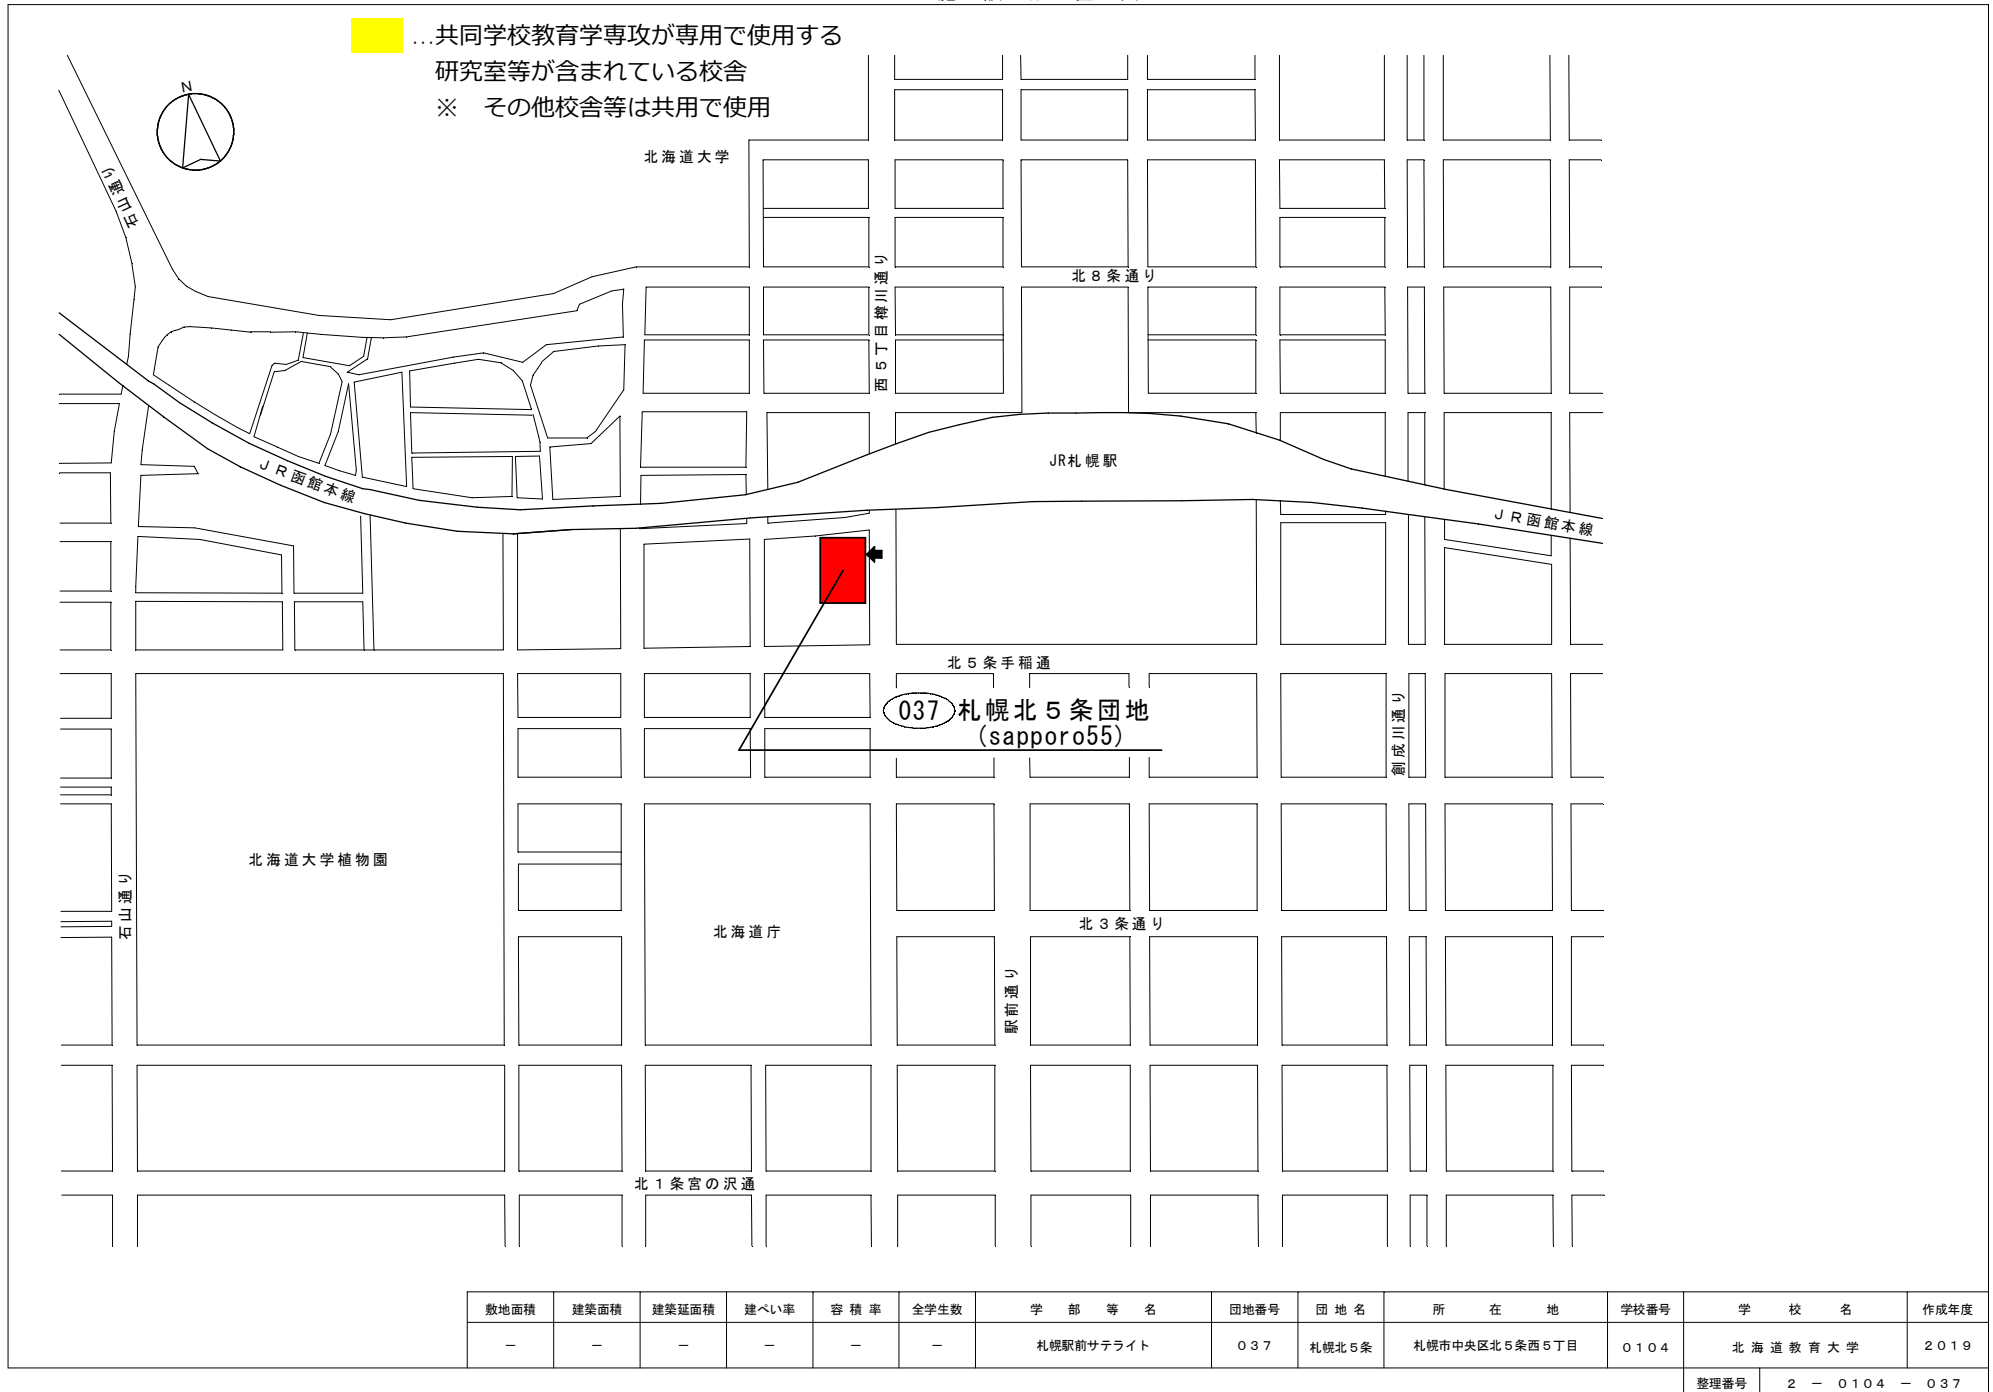 …共同学校教育学専攻が専用で使用する
研究室等が含まれている校舎
※　その他校舎等は共用で使用
N
北海道大学
石山通り
北８条通り
西５丁目樽川通り
JR札幌駅
ＪＲ函館本線
ＪＲ函館本線
北５条手稲通
037 札幌北５条団地
(sapporo55)
創成川通り
北海道大学植物園
石山通り
北海道庁
北３条通り
駅前通り
北１条宮の沢通
敷地面積 建築面積 建築延面積 建ぺい率 容積率 全学生数 学部等名 団地番号 団地名 所在地 学校番号 学校名 作成年度
－ － － － － － 札幌駅前サテライト ０３７ 札幌北５条 札幌市中央区北５条西５丁目 ０１０４ 北海道教育大学 ２０１９
整理番号 ２ － ０１０４ － ０３７